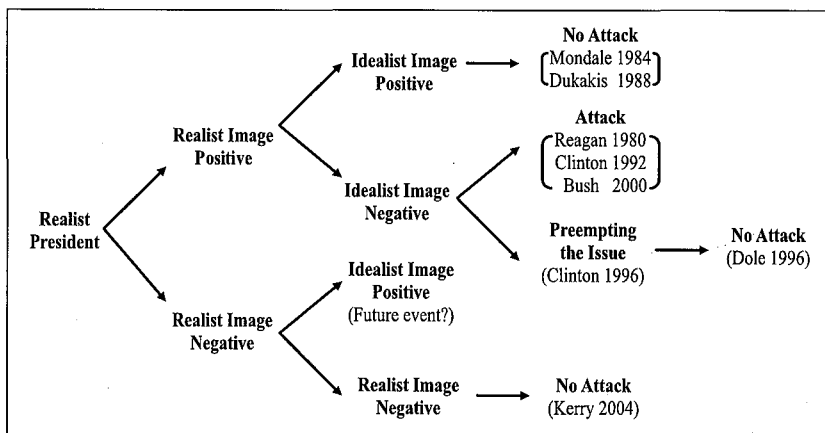 No Attack
Mondale 1984
Dukakis 1988
Idealist Image
Positive
Attack
Reagan 1980
Clinton 1992
Bush 2000
Realist Image
Positive
Idealist Image
Negative
Realist
President
Preempting
the Issue
(Clinton 1996)
No Attack
(Dole 1996)
Idealist Image
Positive
(Future event?)
Realist Image
Negative
Realist Image
Negative
No Attack
(Kerry 2004)